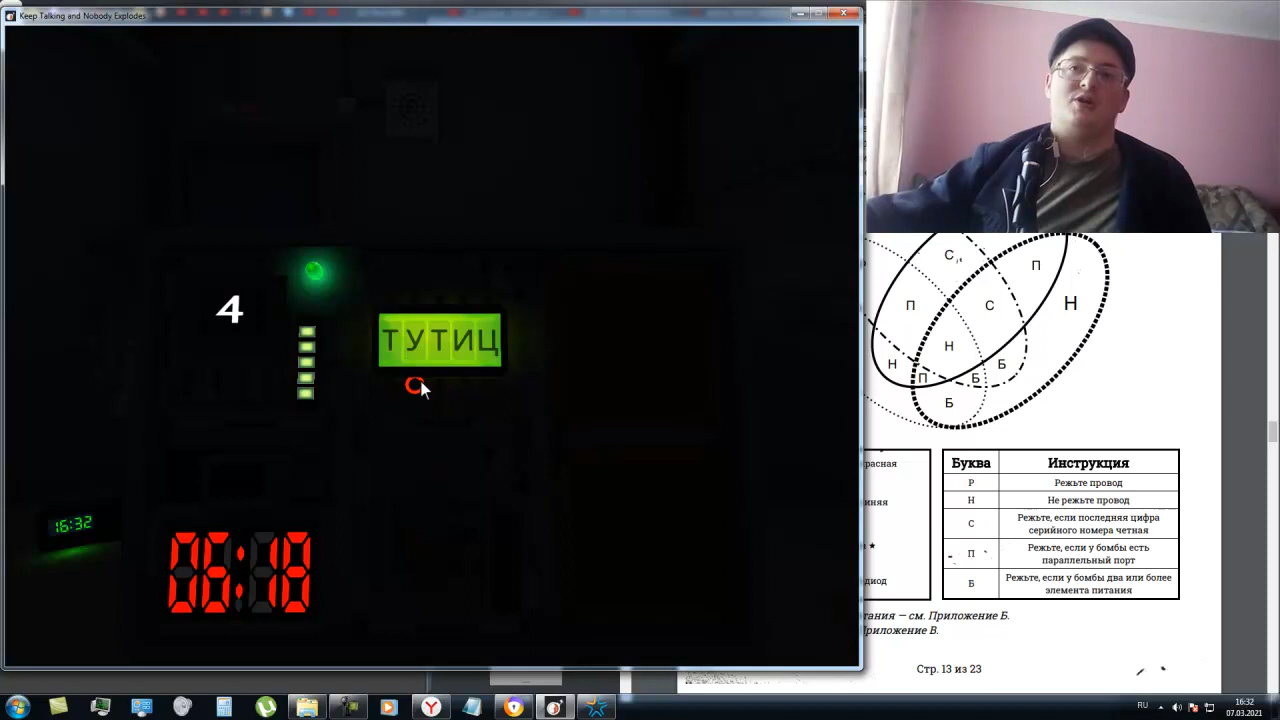 Keep Talking and Nobody Explodes
4
ТУТИЦ
16:32
06:18
С
П
П
С
Н
Н
Н
П
Б
Б
Б
расная
иняя
и ★
иод
Буква Инструкция
Р Режьте провод
Н Не режьте провод
С Режьте, если последняя цифра
серийного номера четная
П Режьте, если у бомбы есть
параллельный порт
Б Режьте, если у бомбы два или более
элемента питания
тания — см. Приложение Б.
Приложение В.
Стр. 13 из 23
RU
16:32
07.03.2021